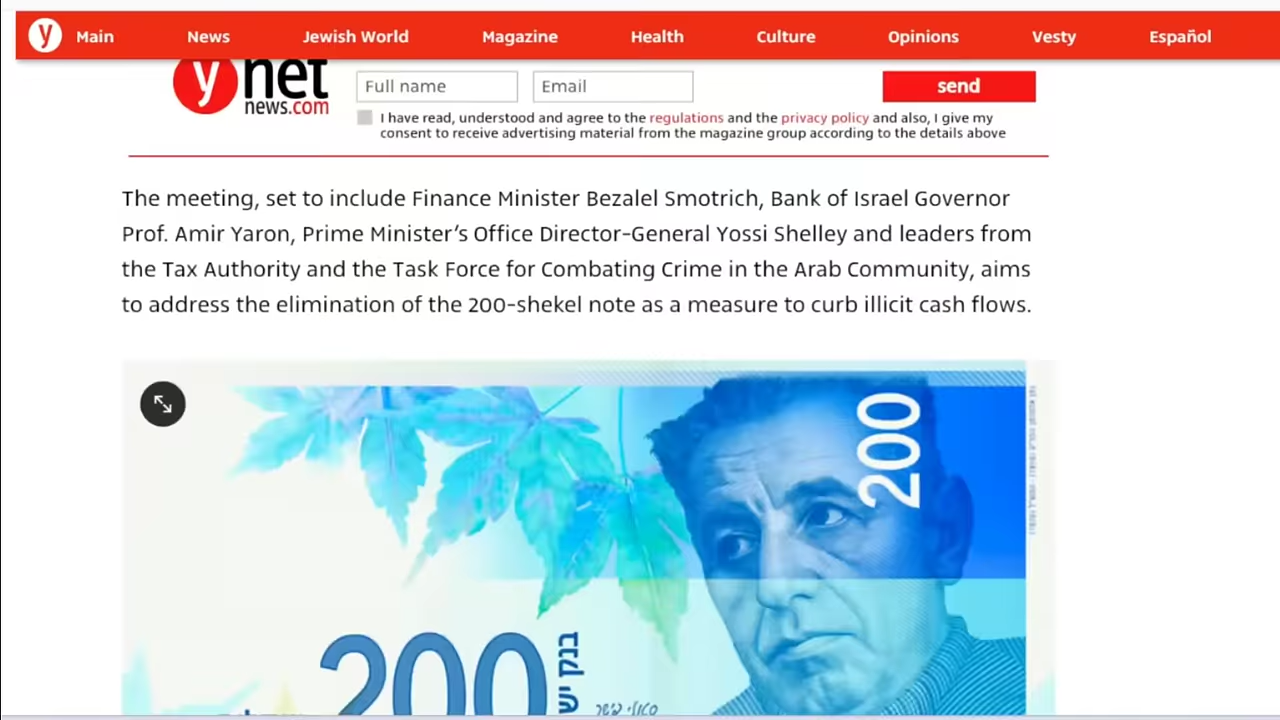 y Main News Jewish World Magazine Health Culture Opinions Vesty Español
ynet
news.com
Full name Email send
I have read, understood and agree to the regulations and the privacy policy and also, I give my
consent to receive advertising material from the magazine group according to the details above
The meeting, set to include Finance Minister Bezalel Smotrich, Bank of Israel Governor
Prof. Amir Yaron, Prime Minister's Office Director-General Yossi Shelley and leaders from
the Tax Authority and the Task Force for Combating Crime in the Arab Community, aims
to address the elimination of the 200-shekel note as a measure to curb illicit cash flows.
200
200
בנק יש